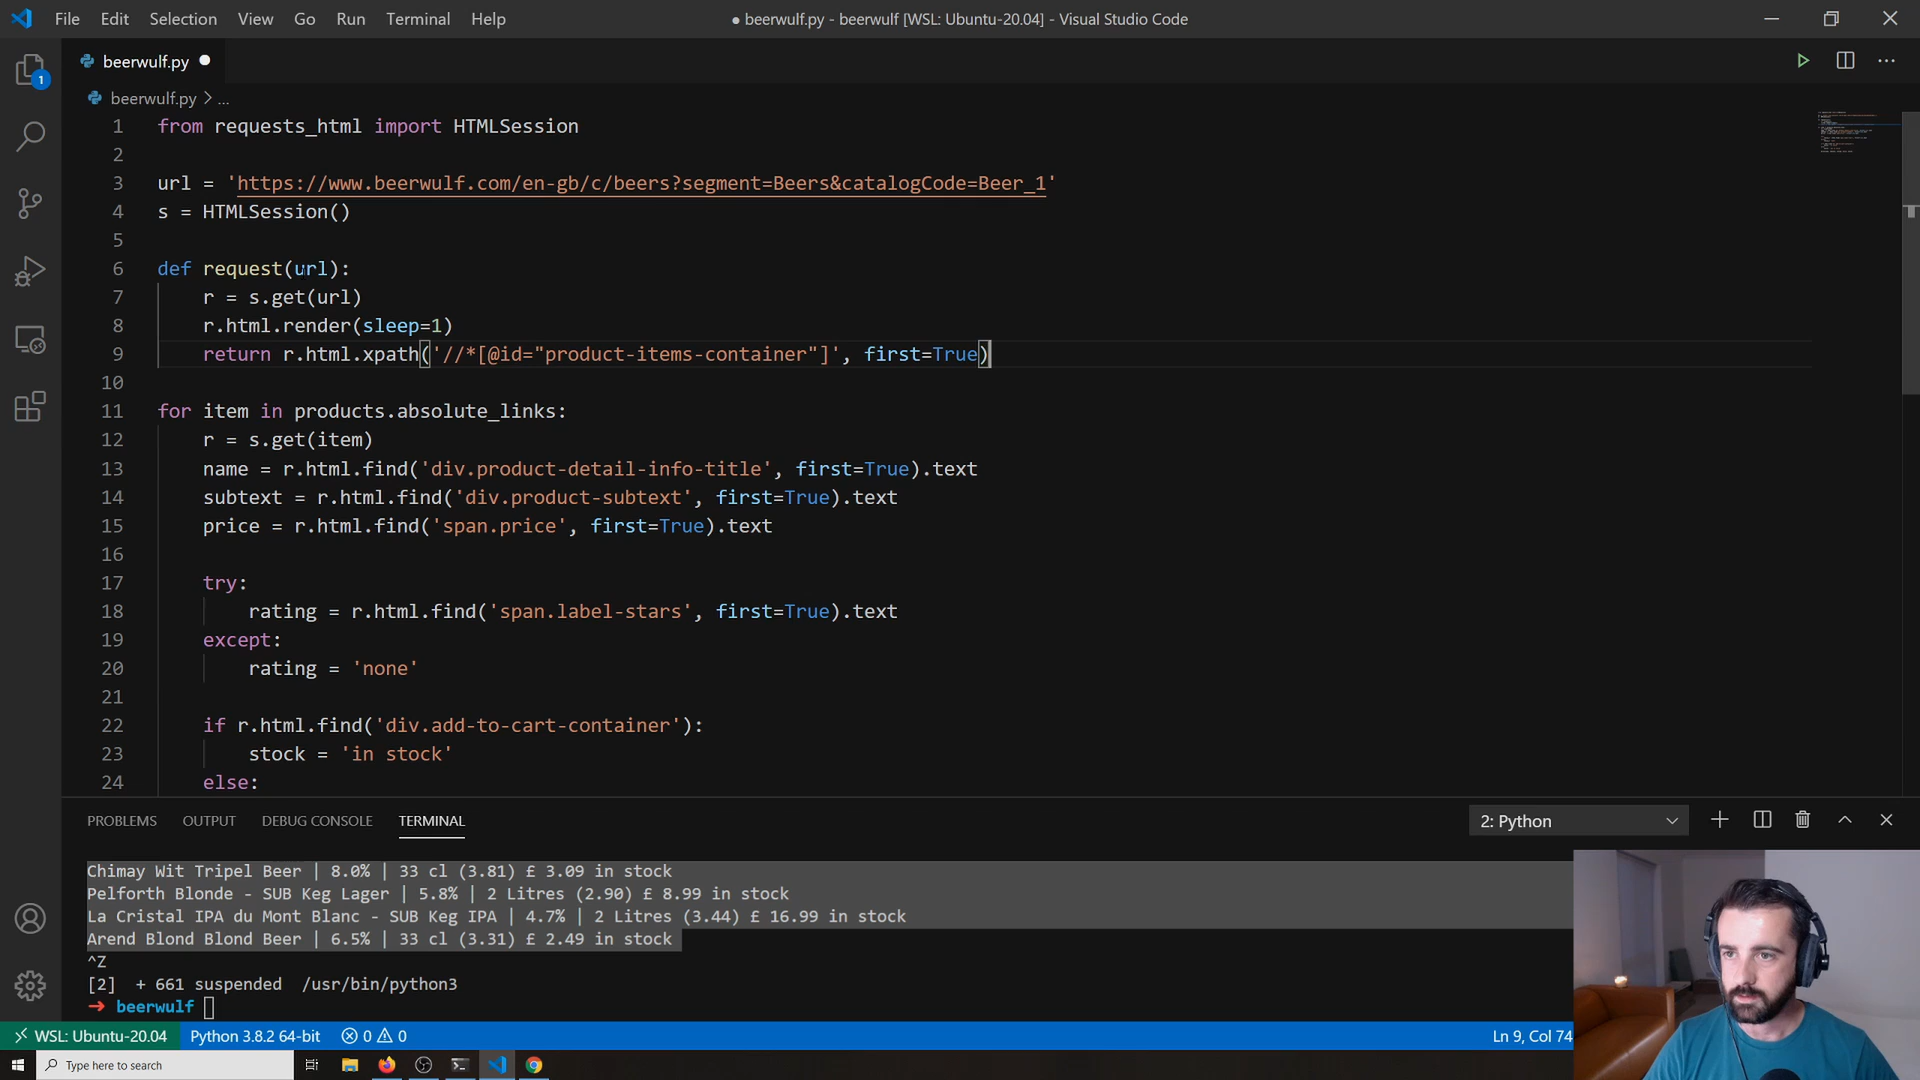 File Edit Selection View Go Run Terminal Help
● beerwulf.py - beerwulf [WSL: Ubuntu-20.04] - Visual Studio Code
beerwulf.py ●
beerwulf.py > ...
1 from requests_html import HTMLSession
2
3 url = 'https://www.beerwulf.com/en-gb/c/beers?segment=Beers&catalogCode=Beer_1'
4 s = HTMLSession()
5
6 def request(url):
7 r = s.get(url)
8 r.html.render(sleep=1)
9 return r.html.xpath('//*[@id="product-items-container"]', first=True)
10
11 for item in products.absolute_links:
12 r = s.get(item)
13 name = r.html.find('div.product-detail-info-title', first=True).text
14 subtext = r.html.find('div.product-subtext', first=True).text
15 price = r.html.find('span.price', first=True).text
16
17 try:
18 rating = r.html.find('span.label-stars', first=True).text
19 except:
20 rating = 'none'
21
22 if r.html.find('div.add-to-cart-container'):
23 stock = 'in stock'
24 else:
1
PROBLEMS OUTPUT DEBUG CONSOLE TERMINAL
2: Python
Chimay Wit Tripel Beer | 8.0% | 33 cl (3.81) £ 3.09 in stock
Pelforth Blonde - SUB Keg Lager | 5.8% | 2 Litres (2.90) £ 8.99 in stock
La Cristal IPA du Mont Blanc - SUB Keg IPA | 4.7% | 2 Litres (3.44) £ 16.99 in stock
Arend Blond Blond Beer | 6.5% | 33 cl (3.31) £ 2.49 in stock
^Z
[2] + 661 suspended /usr/bin/python3
→ beerwulf
WSL: Ubuntu-20.04 Python 3.8.2 64-bit 0 0 Ln 9, Col 74
Type here to search